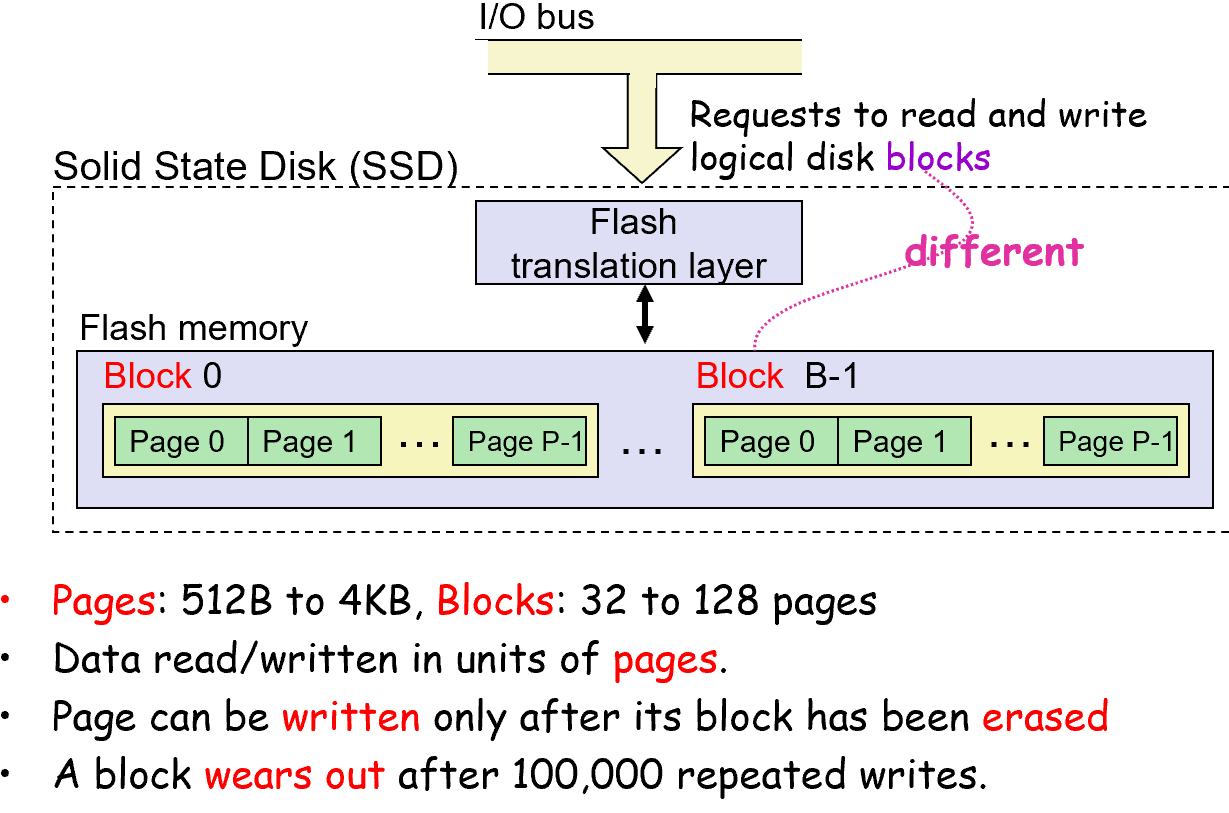 I/O bus
Requests to read and write
logical disk blocks
Solid State Disk (SSD)
Flash
translation layer
different
Flash memory
Block 0
Block B-1
Page 0 Page 1 ... Page P-1 ... Page 0 Page 1 ... Page P-1
• Pages: 512B to 4KB, Blocks: 32 to 128 pages
• Data read/written in units of pages.
• Page can be written only after its block has been erased
• A block wears out after 100,000 repeated writes.